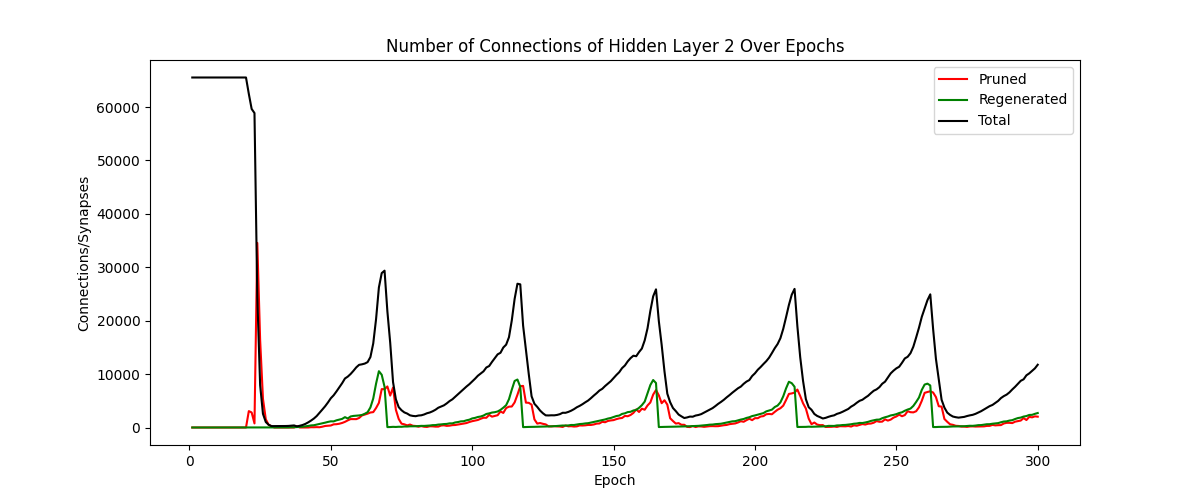 Number of Connections of Hidden Layer 2 Over Epochs
Pruned
Regenerated
Total
60000
50000
40000
30000
20000
10000
0
Connections/Synapses
0 50 100 150 200 250 300
Epoch